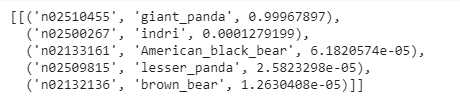 [[('n02510455', 'giant_panda', 0.99967897),
('n02500267', 'indri', 0.0001279199),
('n02133161', 'American_black_bear', 6.1820574e-05),
('n02509815', 'lesser_panda', 2.5823298e-05),
('n02132136', 'brown_bear', 1.2630408e-05)]]